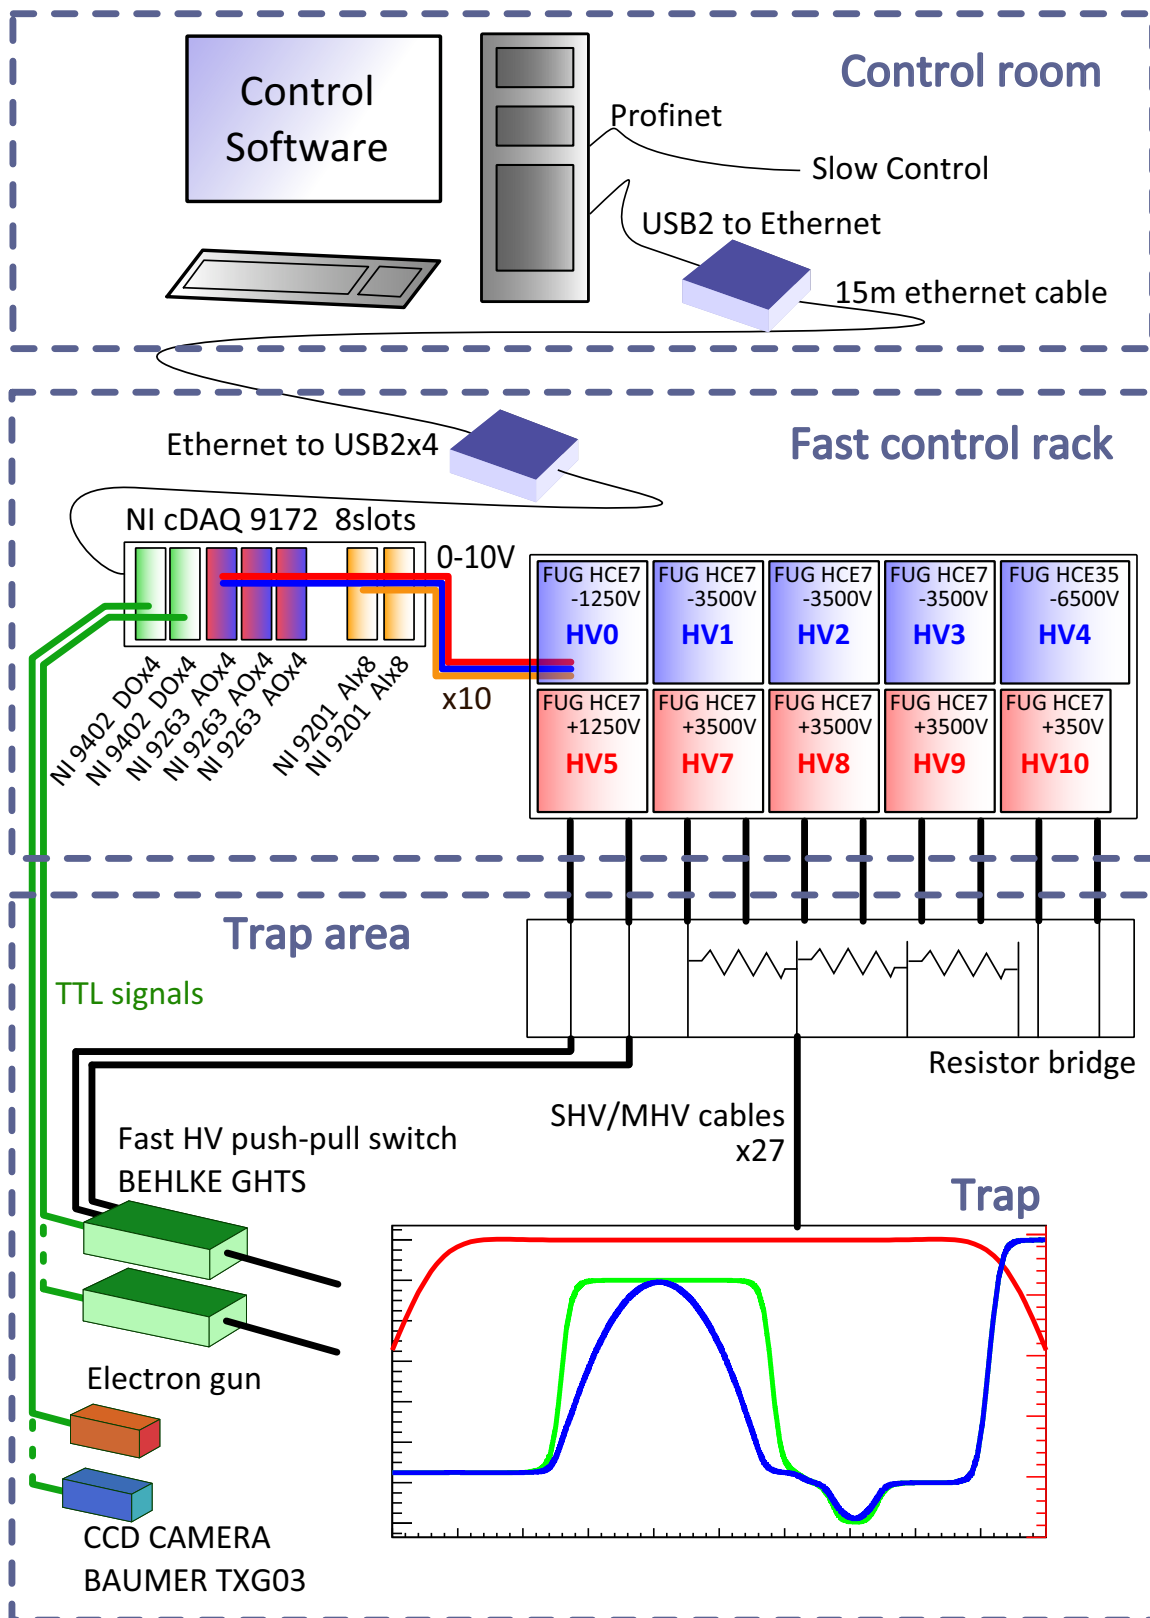 Control room
Control
Software
Profinet
Slow Control
USB2 to Ethernet
15m ethernet cable
Ethernet to USB2x4
Fast control rack
NI cDAQ 9172 8slots
0-10V
x10
NI 9402 DOx4
NI 9402 DOx4
NI 9263 AOx4
NI 9263 AOx4
NI 9263 AOx4
NI 9201 AIx8
NI 9201 AIx8
FUG HCE7
-1250V
HV0
FUG HCE7
-3500V
HV1
FUG HCE7
-3500V
HV2
FUG HCE7
-3500V
HV3
FUG HCE35
-6500V
HV4
FUG HCE7
+1250V
HV5
FUG HCE7
+3500V
HV7
FUG HCE7
+3500V
HV8
FUG HCE7
+3500V
HV9
FUG HCE7
+350V
HV10
Trap area
TTL signals
Resistor bridge
SHV/MHV cables
x27
Fast HV push-pull switch
BEHLKE GHTS
Trap
Electron gun
CCD CAMERA
BAUMER TXG03